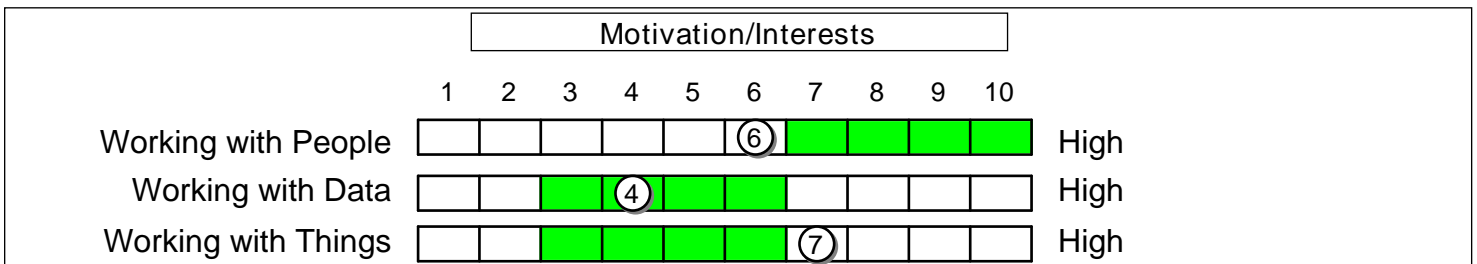 Motivation/Interests
1 2 3 4 5 6 7 8 9 10
Working with People 6 High
Working with Data 4 High
Working with Things 7 High